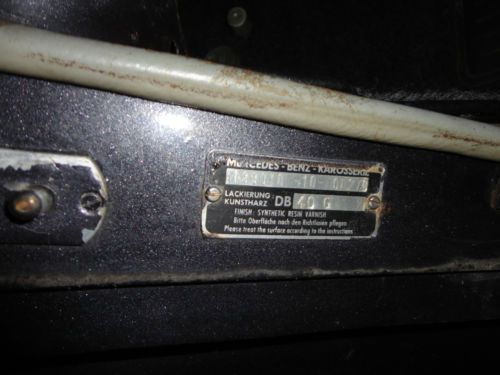 MERCEDES - BENZ - KAROSSERIE
LACKIERUNG
KUNSTHARZ DB 40 G
FINISH: SYNTHETIC RESIN VARNISH
Bitte Oberfläche nach den Richtlinien pflegen
Please treat the surface according to the instructions